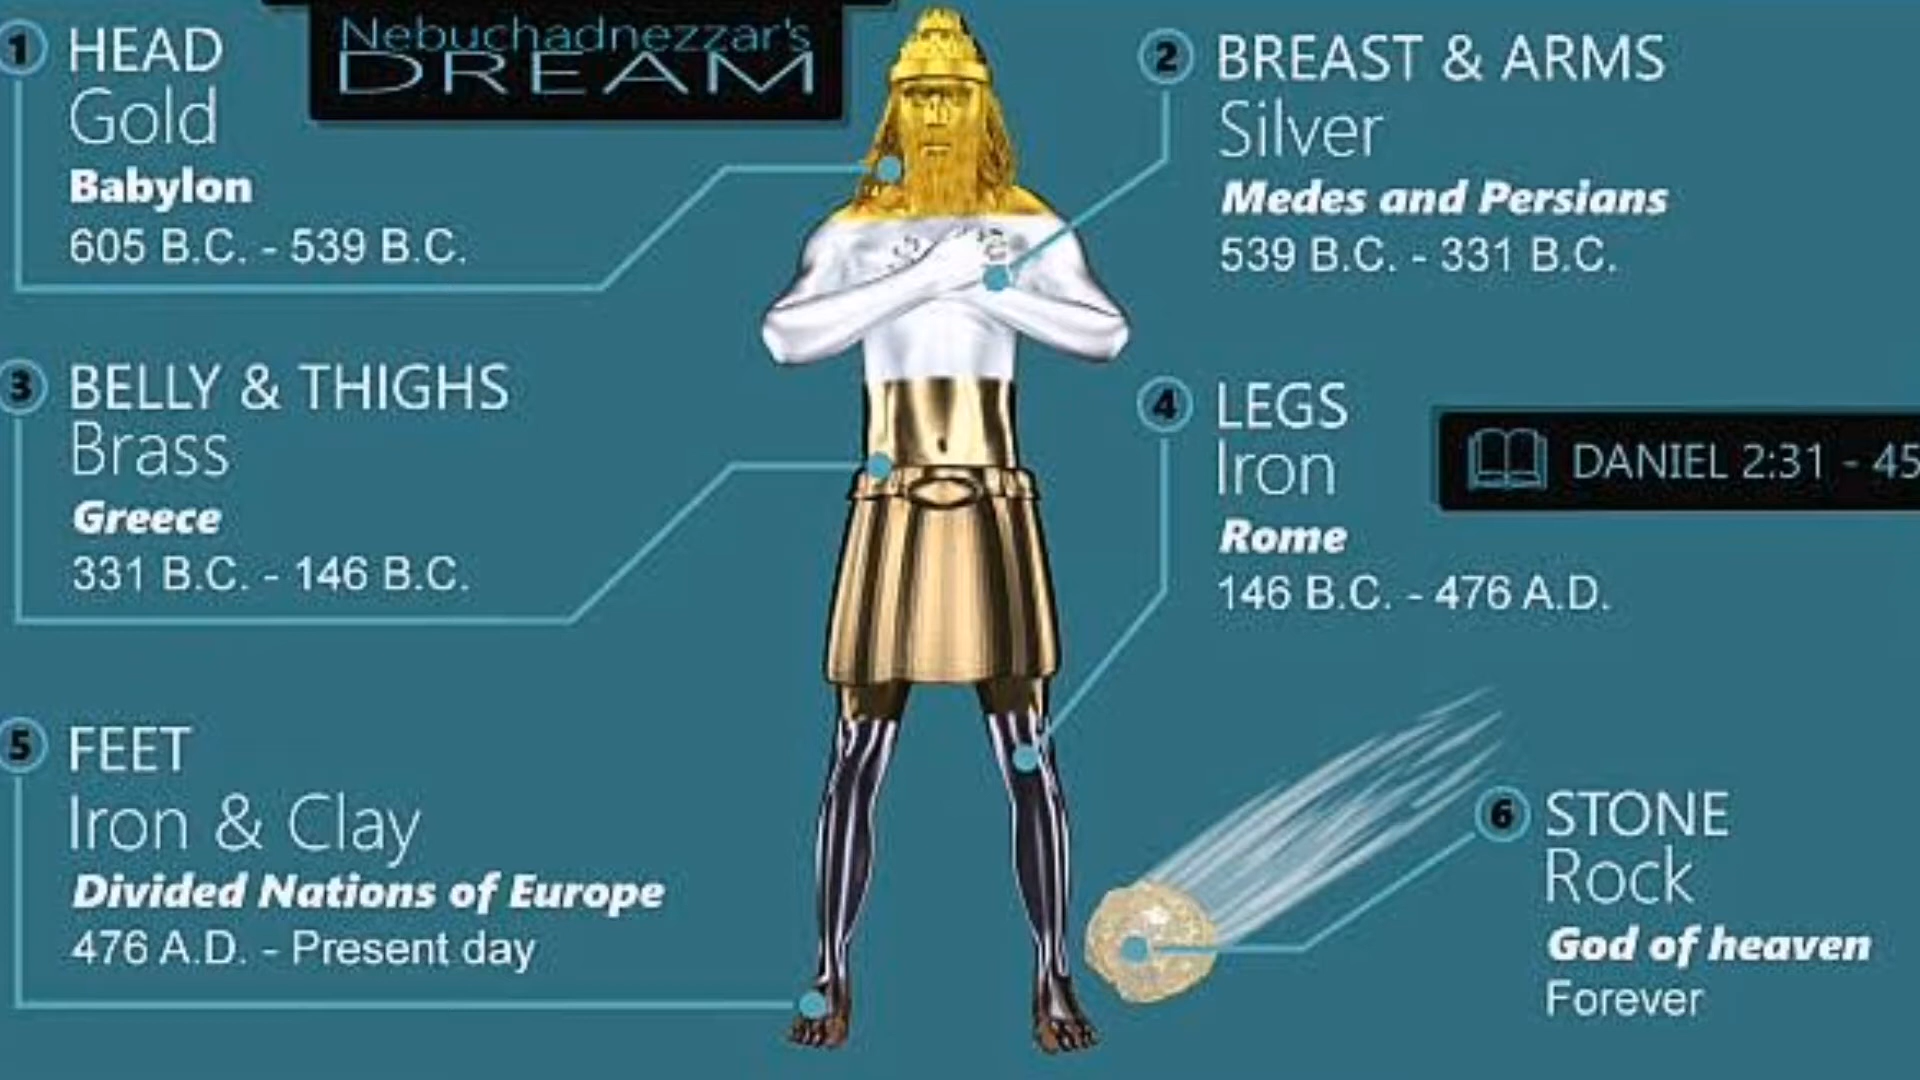 Nebuchadnezzar's
DREAM
1
HEAD
Gold
Babylon
605 B.C. - 539 B.C.
2
BREAST & ARMS
Silver
Medes and Persians
539 B.C. - 331 B.C.
3
BELLY & THIGHS
Brass
Greece
331 B.C. - 146 B.C.
4
LEGS
Iron
Rome
146 B.C. - 476 A.D.
DANIEL 2:31 - 45
5
FEET
Iron & Clay
Divided Nations of Europe
476 A.D. - Present day
6
STONE
Rock
God of heaven
Forever